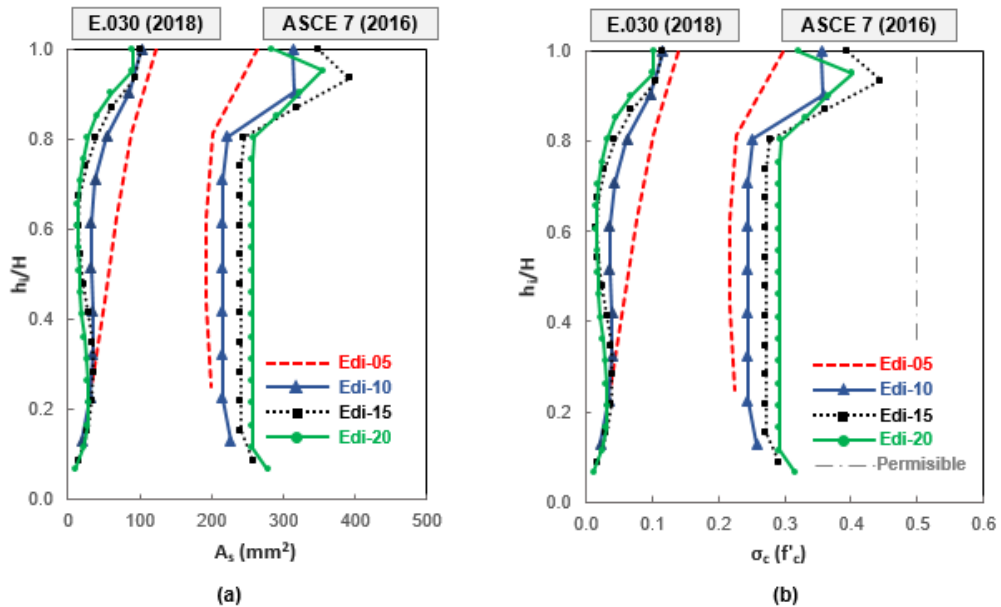 E.030 (2018)
ASCE 7 (2016)
1.0
0.8
0.6
0.4
0.2
0.0
hᵢ/H
Edi-05
Edi-10
Edi-15
Edi-20
0
100
200
300
400
500
Aₛ (mm²)
(a)
E.030 (2018)
ASCE 7 (2016)
1.0
0.8
0.6
0.4
0.2
0.0
hᵢ/H
Edi-05
Edi-10
Edi-15
Edi-20
Permisible
0.0
0.1
0.2
0.3
0.4
0.5
0.6
σc (f'c)
(b)